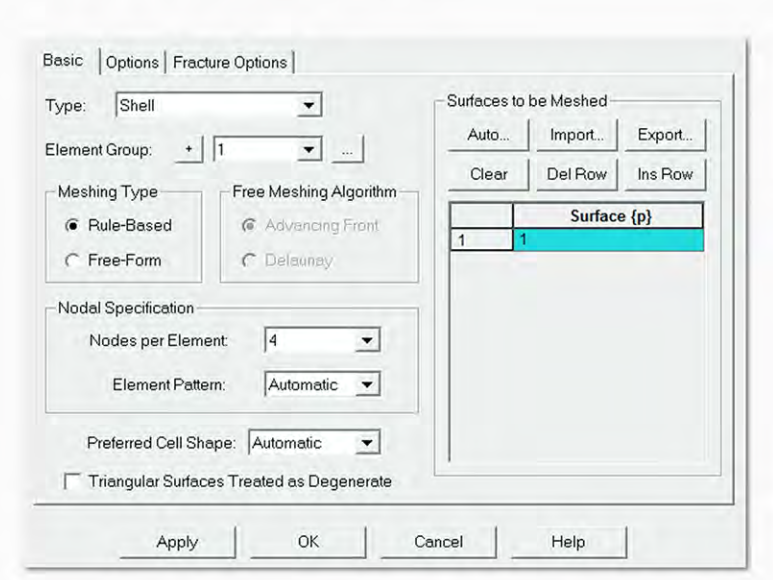 Basic Options Fracture Options
Type: Shell
Element Group: + 1 ...
Meshing Type
Rule-Based
Free-Form
Free Meshing Algorithm
Advancing Front
Delaunay
Nodal Specification
Nodes per Element: 4
Element Pattern: Automatic
Preferred Cell Shape: Automatic
Triangular Surfaces Treated as Degenerate
Surfaces to be Meshed
Auto... Import... Export...
Clear Del Row Ins Row
Surface {p}
1 1
Apply OK Cancel Help